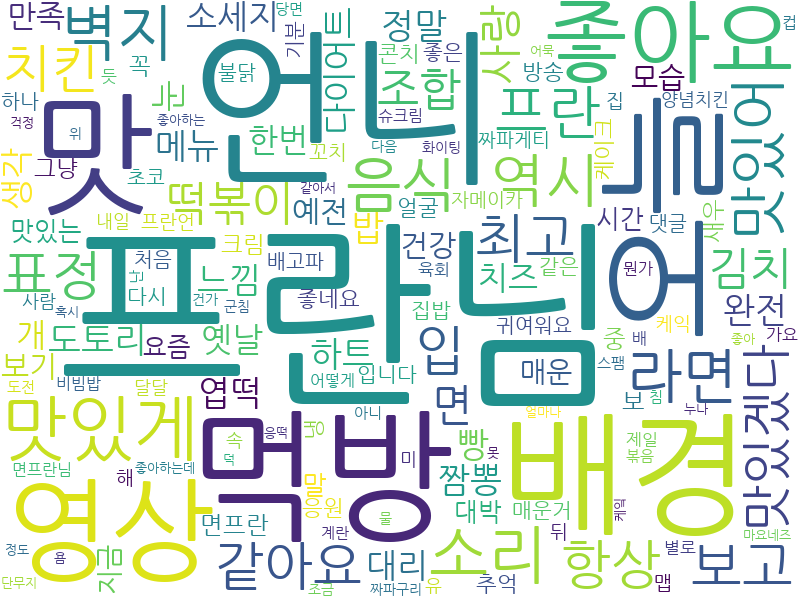 만족
벽지
소세지
정말
사랑
좋아요
당면
컵
치킨
꼭
불닭
기분
다이어트
콘치
좋은
어묵
방송
모습
하나
듯
맛
언니
눈
조합
프란
집
양념치킨
늘
맛있어
걱정
위
좋아하는
메뉴
한번
슈크림
화이팅
짜파게티
케이크
그냥
생각
초코
떡볶이
꼬치
다음
음식
역시
같아서
자메이카
맛있는
내일
프란언
예전
밥
얼굴
시간
댓글
새우
표정
처음
느낌
크림
배고파
건강
최고
어
김치
난
다시
사람
혹시
건가
군침
좋네요
육회
치즈
같은
뭔가
완전
집밥
귀여워요
중
배
케익
가요
프란님
개
도토리
요즘
옛날
하트
입
보기
어떻게
입니다
매운
스팸
좋아
라면
도전
비빔밥
달달
엽떡
면
보
침
누나
맛있겠다
아니
얼마나
맛있게
먹방
배경
냉
속
응떡
떡
미
빵
못
제일
볶음
면프란님
좋아하는데
해
말
짬뽕
응원
영상
면프란
계란
물
대박
매운거
뒤
케잌
마요네즈
정도
욤
지금
같아요
대리
소리
항상
별로
보고
단무지
조금
짜파구리
유
추억
맵